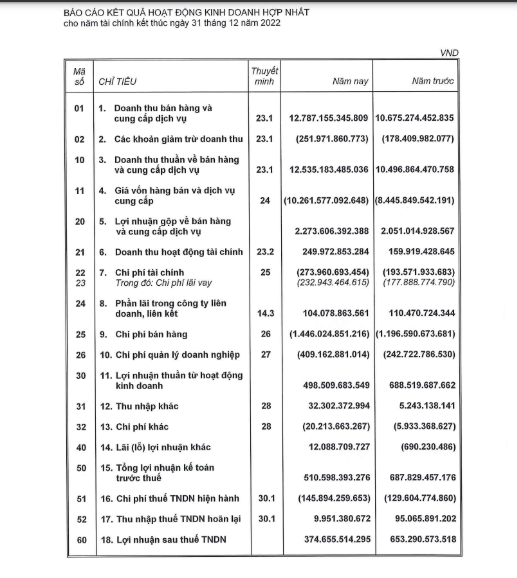 BÁO CÁO KẾT QUẢ HOẠT ĐỘNG KINH DOANH HỢP NHẤT
cho năm tài chính kết thúc ngày 31 tháng 12 năm 2022
VND
Mã số CHỈ TIÊU Thuyết minh Năm nay Năm trước
01 1. Doanh thu bán hàng và
cung cấp dịch vụ 23.1 12.787.155.345.809 10.675.274.452.835
02 2. Các khoản giảm trừ doanh thu 23.1 (251.971.860.773) (178.409.982.077)
10 3. Doanh thu thuần về bán hàng
và cung cấp dịch vụ 23.1 12.535.183.485.036 10.496.864.470.758
11 4. Giá vốn hàng bán và dịch vụ
cung cấp 24 (10.261.577.092.648) (8.445.849.542.191)
20 5. Lợi nhuận gộp về bán hàng
và cung cấp dịch vụ 2.273.606.392.388 2.051.014.928.567
21 6. Doanh thu hoạt động tài chính 23.2 249.972.853.284 159.919.428.645
22 7. Chi phí tài chính 25 (273.960.693.454) (193.571.933.683)
23 Trong đó: Chi phí lãi vay (232.943.464.615) (177.888.774.790)
24 8. Phần lãi trong công ty liên
doanh, liên kết 14.3 104.078.863.561 110.470.724.344
25 9. Chi phí bán hàng 26 (1.446.024.851.216) (1.196.590.673.681)
26 10. Chi phí quản lý doanh nghiệp 27 (409.162.881.014) (242.722.786.530)
30 11. Lợi nhuận thuần từ hoạt động
kinh doanh 498.509.683.549 688.519.687.662
31 12. Thu nhập khác 28 32.302.372.994 5.243.138.141
32 13. Chi phí khác 28 (20.213.663.267) (5.933.368.627)
40 14. Lãi (lỗ) lợi nhuận khác 12.088.709.727 (690.230.486)
50 15. Tổng lợi nhuận kế toán
trước thuế 510.598.393.276 687.829.457.176
51 16. Chi phí thuế TNDN hiện hành 30.1 (145.894.259.653) (129.604.774.860)
52 17. Thu nhập thuế TNDN hoãn lại 30.1 9.951.380.672 95.065.891.202
60 18. Lợi nhuận sau thuế TNDN 374.655.514.295 653.290.573.518